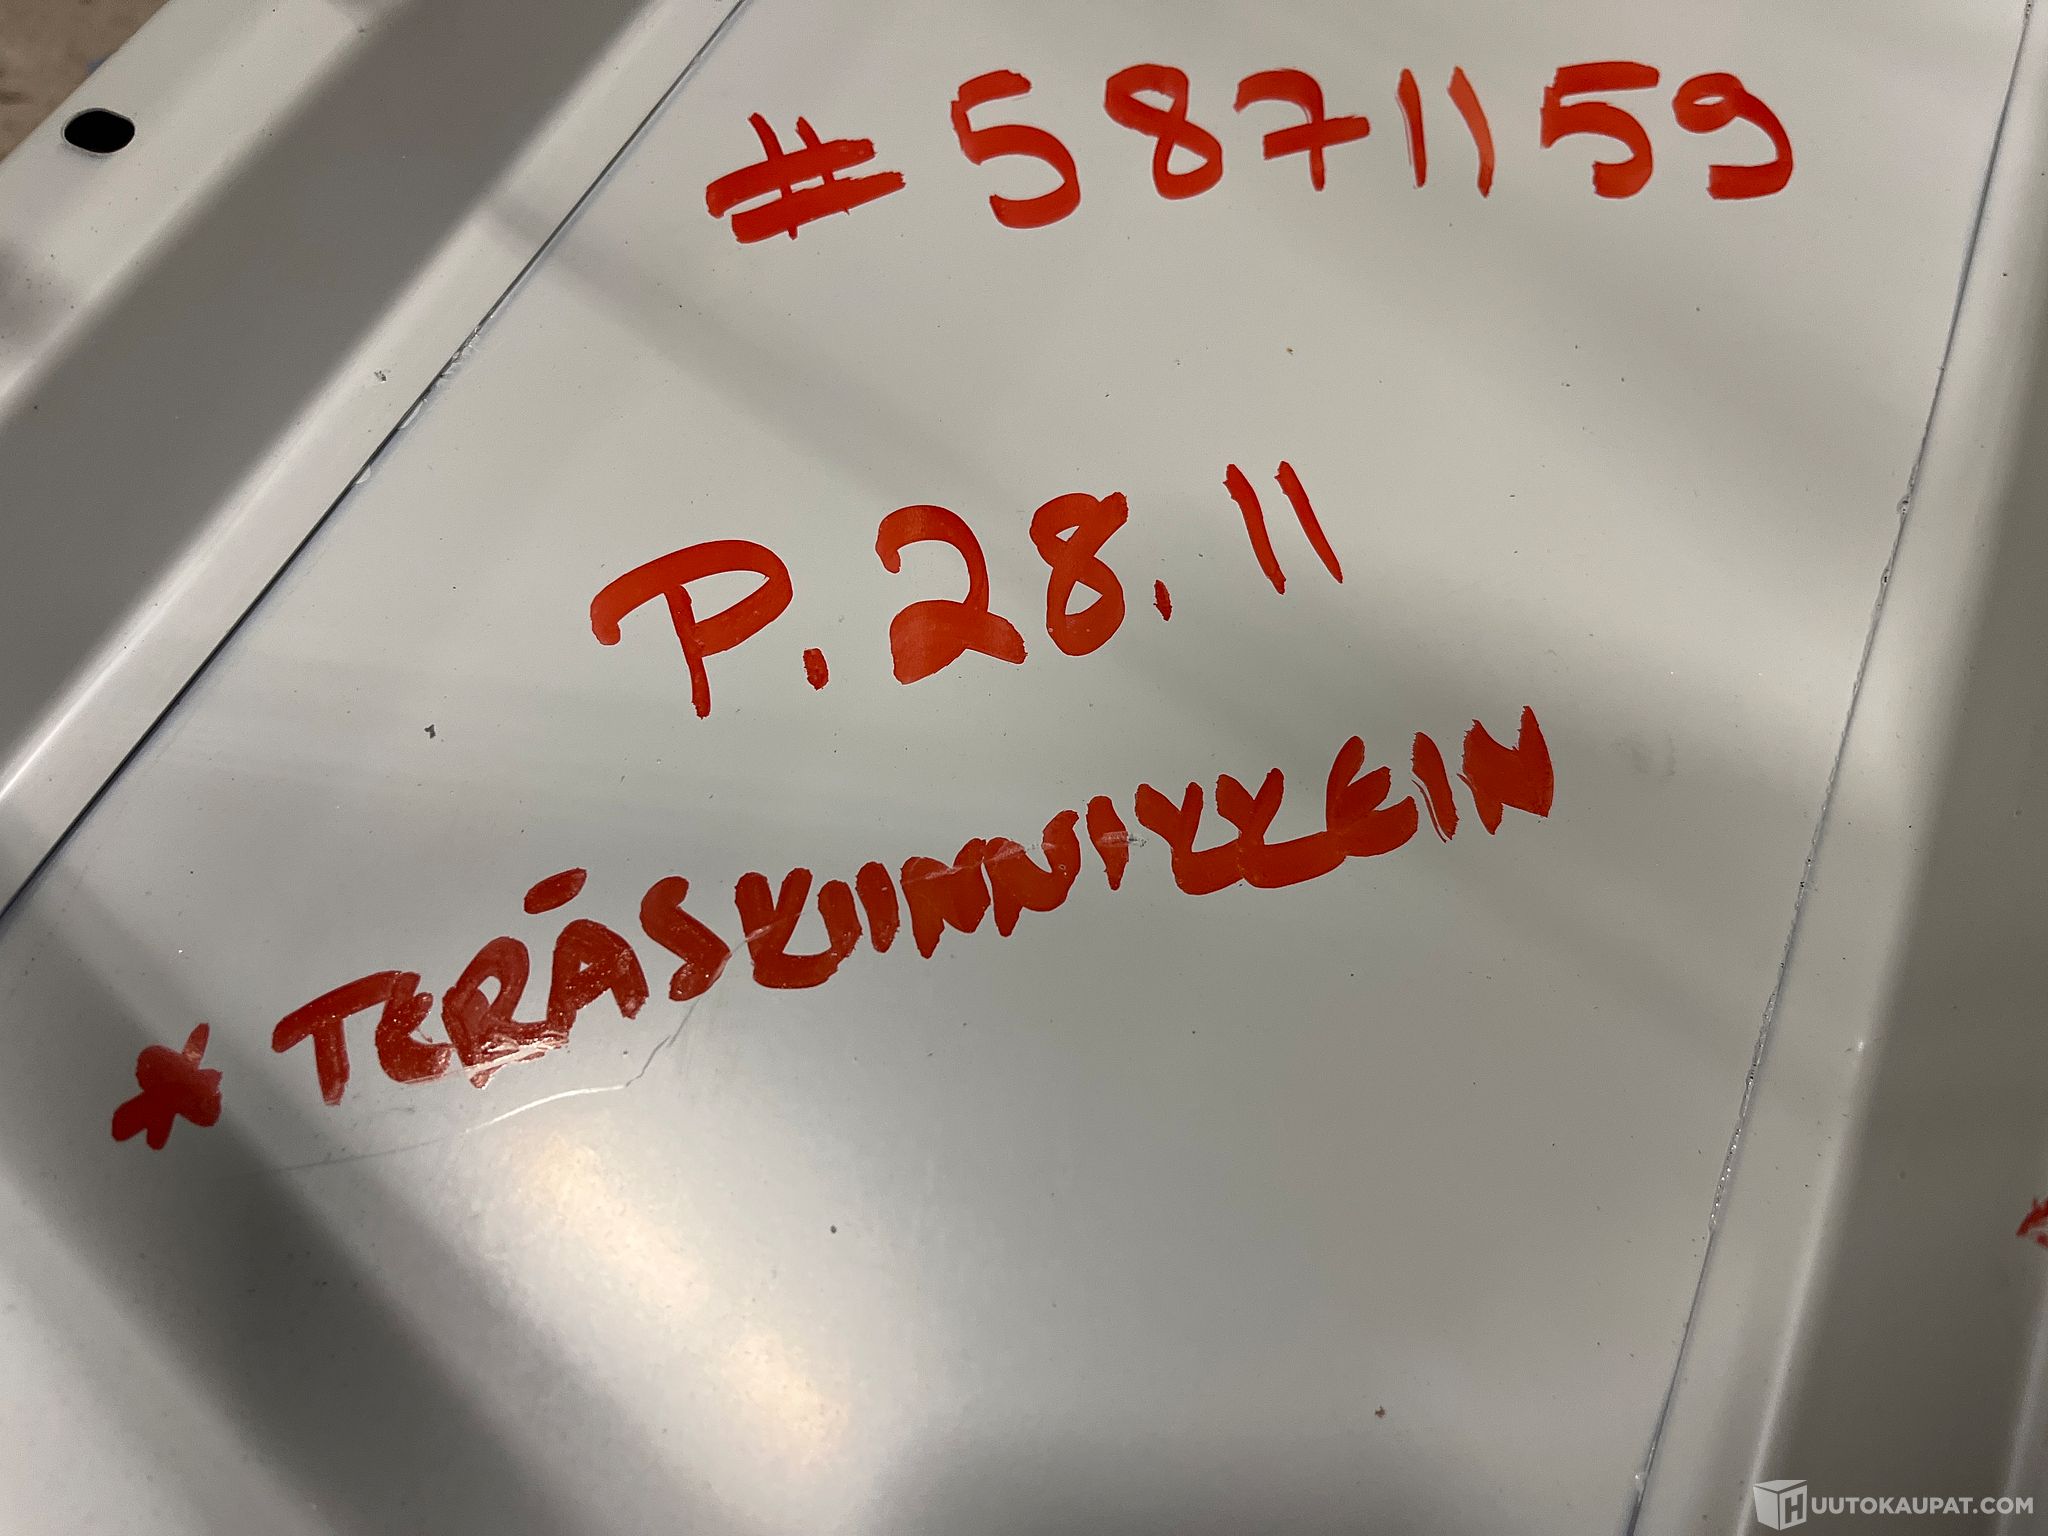 #5871159
P. 28.11
* TERÄSKIINNIKKEIN
HUUTOKAUPAT.COM